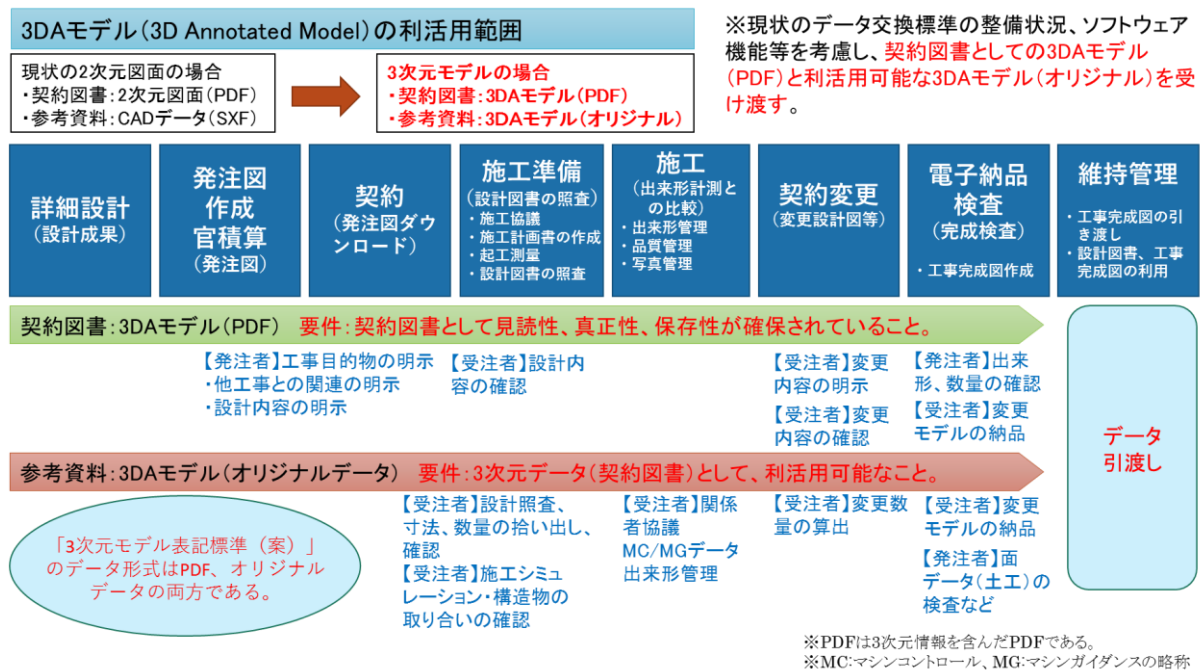 3DAモデル（3D Annotated Model）の利活用範囲
現状の2次元図面の場合
・契約図書：2次元図面（PDF）
・参考資料：CADデータ（SXF）
3次元モデルの場合
・契約図書：3DAモデル（PDF）
・参考資料：3DAモデル（オリジナル）
※現状のデータ交換標準の整備状況、ソフトウェア
機能等を考慮し、契約図書としての3DAモデル
（PDF）と利活用可能な3DAモデル（オリジナル）を受
け渡す。
詳細設計
（設計成果）
発注図
作成
官積算
（発注図）
契約
（発注図ダウ
ンロード）
施工準備
（設計図書の照査）
・施工協議
・施工計画書の作成
・起工測量
・設計図書の照査
施工
（出来形計測と
の比較）
・出来形管理
・品質管理
・写真管理
契約変更
（変更設計図等）
電子納品
検査
（完成検査）
・工事完成図作成
維持管理
・工事完成図の引
き渡し
・設計図書、工事
完成図の利用
契約図書：3DAモデル（PDF） 要件：契約図書として見読性、真正性、保存性が確保されていること。
【発注者】工事目的物の明示
・他工事との関連の明示
・設計内容の明示
【受注者】設計内
容の確認
【受注者】変更
内容の明示
【受注者】変更
内容の確認
【発注者】出来
形、数量の確認
【受注者】変更
モデルの納品
データ
引渡し
参考資料：3DAモデル（オリジナルデータ） 要件：3次元データ（契約図書）として、利活用可能なこと。
「3次元モデル表記標準（案）」
のデータ形式はPDF、オリジナル
データの両方である。
【受注者】設計照査、
寸法、数量の拾い出し、
確認
【受注者】施工シミュ
レーション・構造物の
取り合いの確認
【受注者】関係
者協議
MC/MGデータ
出来形管理
【受注者】変更数
量の算出
【受注者】変更
モデルの納品
【発注者】面
データ（土工）の
検査など
※PDFは3次元情報を含んだPDFである。
※MC:マシンコントロール、MG:マシンガイダンスの略称